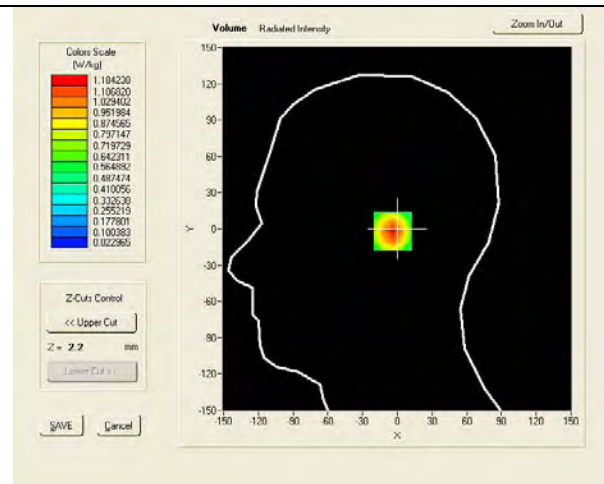 Volume Radiated Intensity
Zoom In/Out
Colors Scale
(W/kg)
1.184238
1.106820
1.029402
0.951984
0.874565
0.797147
0.719729
0.642311
0.564892
0.487474
0.410056
0.332638
0.255219
0.177801
0.100383
0.022965
Z-Cuts Control
<< Upper Cut
Z = 2.2 mm
Lower Cut >>
SAVE Cancel
150
120
90
60
30
0
-30
-60
-90
-120
-150
Y
-150 -120 -90 -60 -30 0 30 60 90 120 150
X